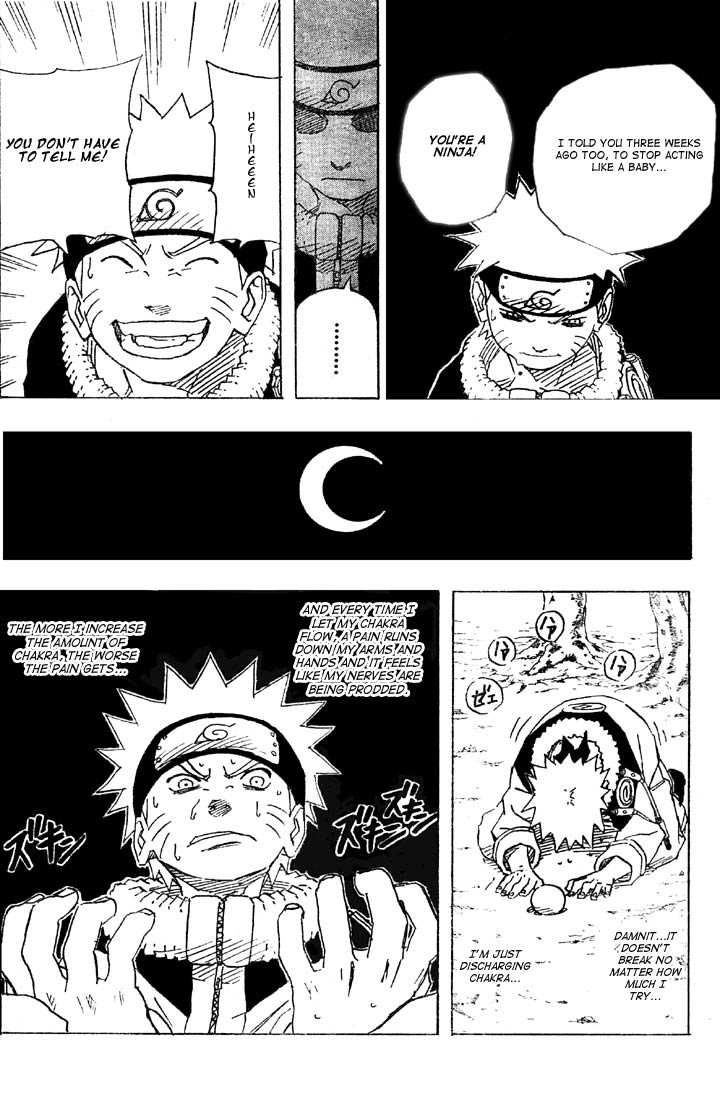 I TOLD YOU THREE WEEKS
AGO TOO, TO STOP ACTING
LIKE A BABY...
YOU'RE A
NINJA!
........
HEIHEEEN
YOU DON'T HAVE
TO TELL ME!
ハァ
ハァ
ハァ
ゼェ
DAMNIT...IT
DOESN'T
BREAK NO
MATTER HOW
MUCH I
TRY...
I'M JUST
DISCHARGING
CHAKRA...
AND EVERY TIME I
LET MY CHAKRA
FLOW. A PAIN RUNS
DOWN MY ARMS AND
HANDS AND IT FEELS
LIKE MY NERVES ARE
BEING PRODDED.
THE MORE I INCREASE
THE AMOUNT OF
CHAKRA, THE WORSE
THE PAIN GETS...
ズキン
ズキン
ズキン